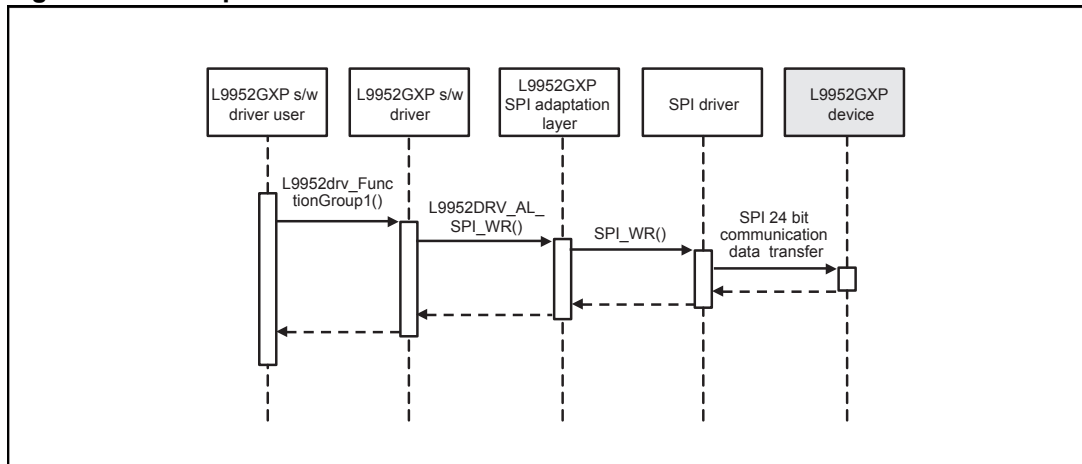 L9952GXP s/w
driver user
L9952GXP s/w
driver
L9952GXP
SPI adaptation
layer
SPI driver
L9952GXP
device
L9952drv_Func
tionGroup1()
L9952DRV_AL_
SPI_WR()
SPI_WR()
SPI 24 bit
communication
data transfer